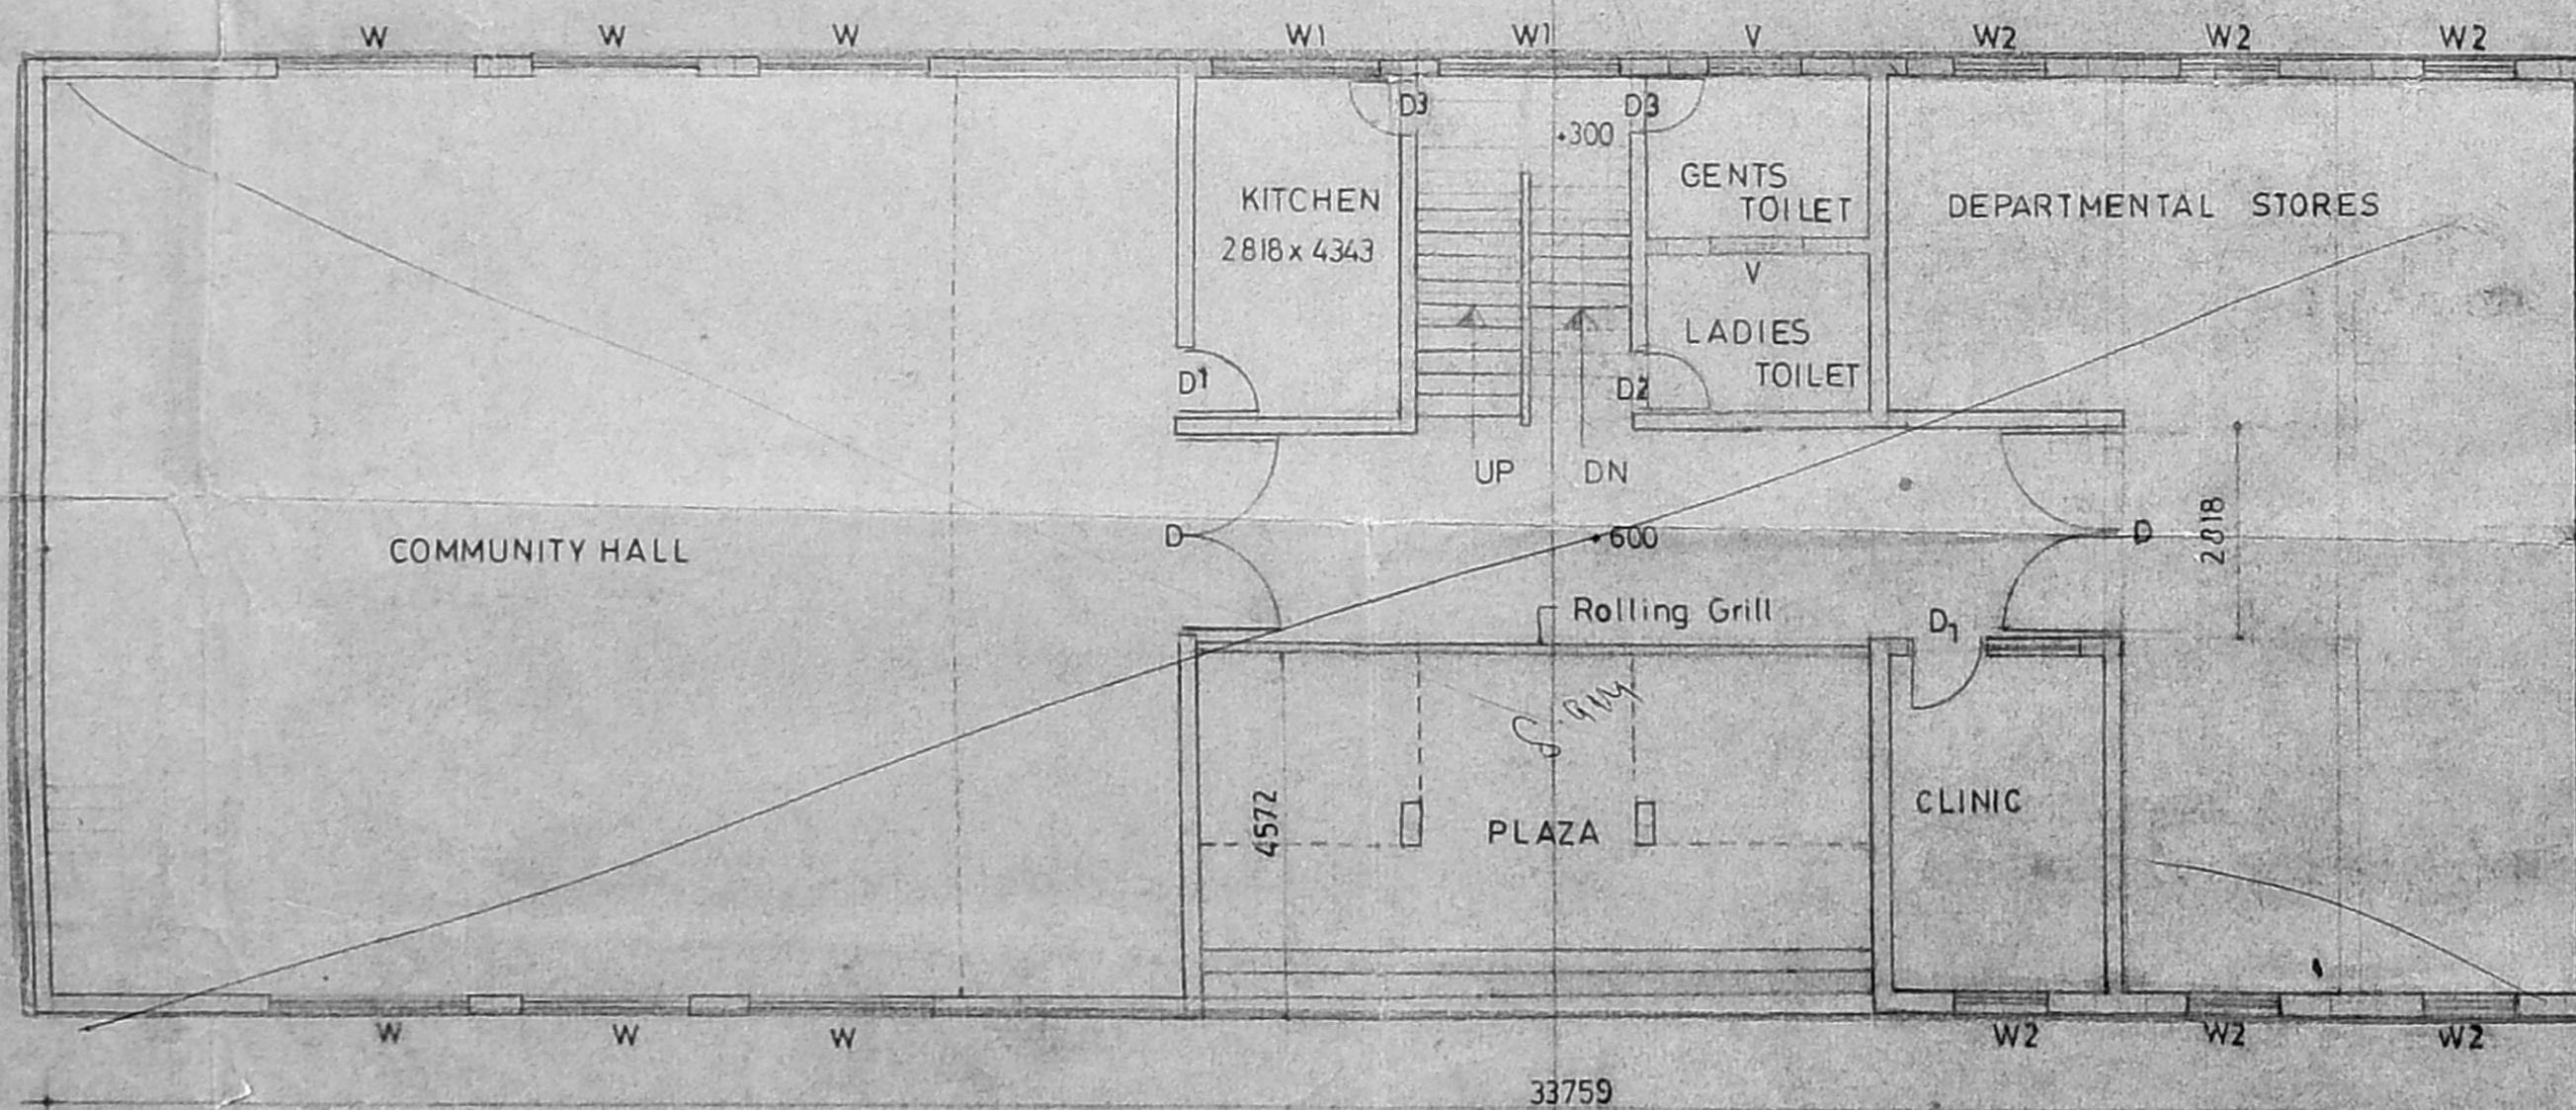 W W W W1 W1 V W2 W2 W2
D3 D3
.300
GENTS
TOILET
KITCHEN
2818 x 4343
DEPARTMENTAL STORES
V
LADIES
TOILET
D1
D2
UP DN
COMMUNITY HALL
D
600
D
2818
Rolling Grill
D1
4572
PLAZA
CLINIC
W W W W2 W2 W2
33759